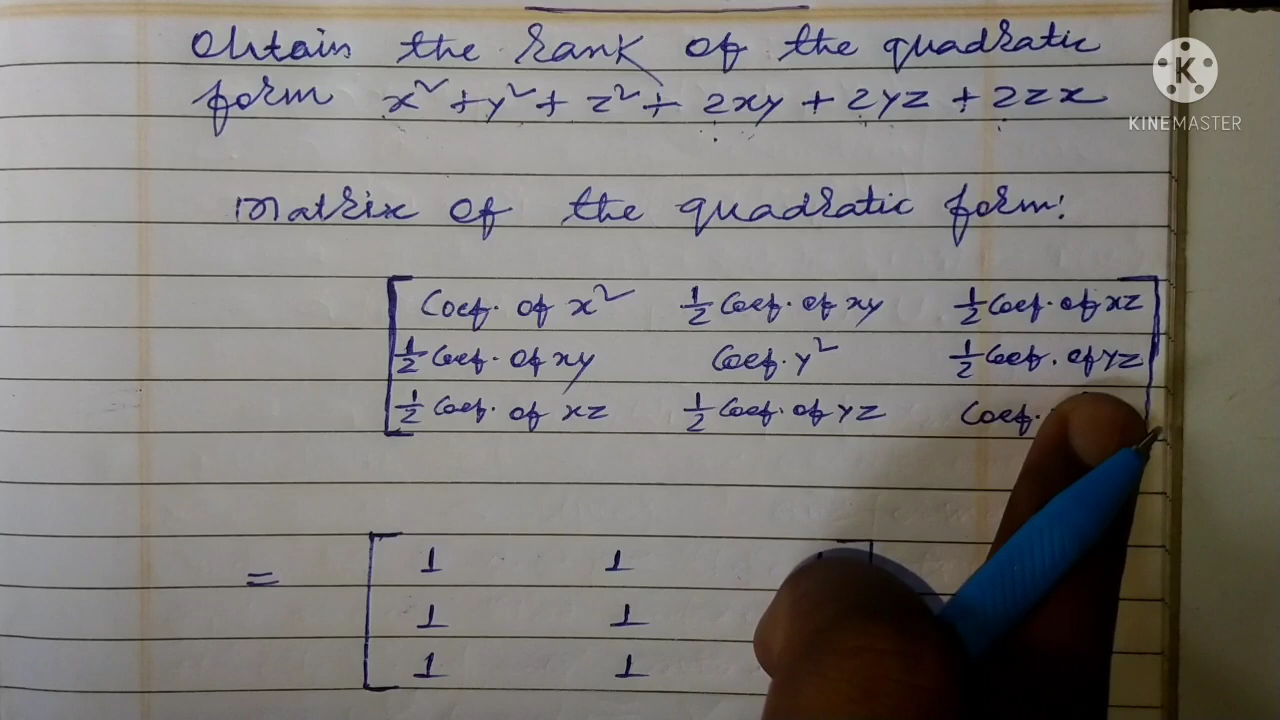 Obtain the rank of the quadratic
form x² + y² + z² + 2xy + 2yz + 2zx
K
KINEMASTER
Matrix of the quadratic form:
Coef. of x² 1/2 Coef. of xy 1/2 Coef. of xz
1/2 Coef. of xy Coef. y² 1/2 Coef. of yz
1/2 Coef. of xz 1/2 Coef. of yz Coef.
= 1 1
1 1
1 1